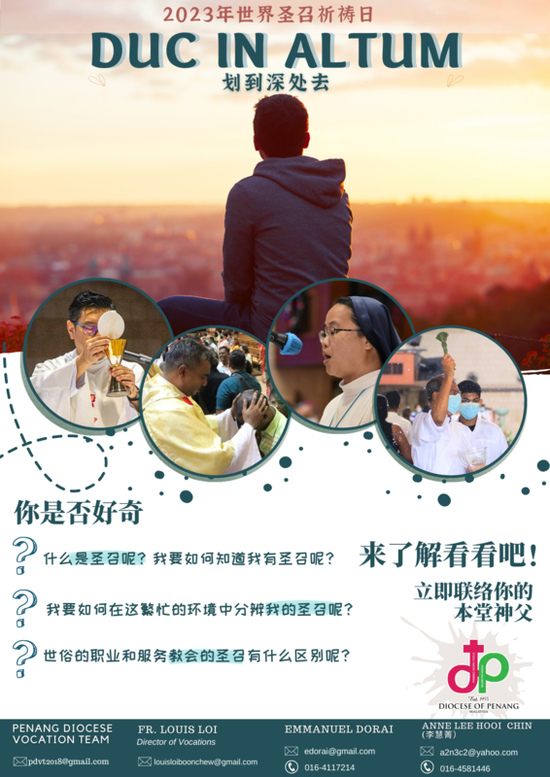 2023年世界圣召祈祷日
DUC IN ALTUM
划到深处去
你是否好奇
什么是圣召呢？我要如何知道我有圣召呢？
我要如何在这繁忙的环境中分辨我的圣召呢？
世俗的职业和服务教会的圣召有什么区别呢？
来了解看看吧！
立即联络你的
本堂神父
dp
Est. 1955
DIOCESE OF PENANG
MALAYSIA
PENANG DIOCESE
VOCATION TEAM
pdvt2018@gmail.com
FR. LOUIS LOI
Director of Vocations
louisloiboonchew@gmail.com
EMMANUEL DORAI
edorai@gmail.com
016-4117214
ANNE LEE HOOI CHIN
(李慧菁)
a2n3c2@yahoo.com
016-4581446